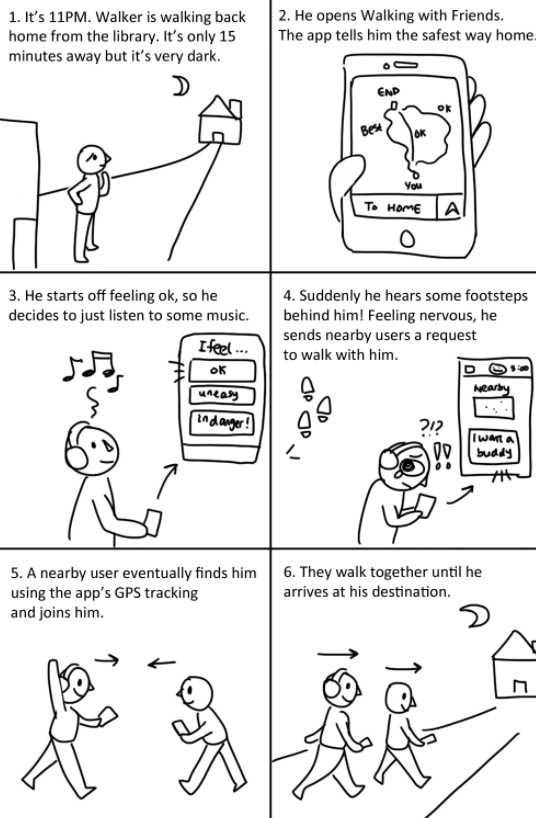 1. It's 11PM. Walker is walking back
home from the library. It's only 15
minutes away but it's very dark.
2. He opens Walking with Friends.
The app tells him the safest way home.
END
OK
Best
OK
You
To HOME
3. He starts off feeling ok, so he
decides to just listen to some music.
I feel ...
OK
uneasy
in danger!
4. Suddenly he hears some footsteps
behind him! Feeling nervous, he
sends nearby users a request
to walk with him.
Nearby
?!?
!!
I want a
buddy
5. A nearby user eventually finds him
using the app's GPS tracking
and joins him.
6. They walk together until he
arrives at his destination.